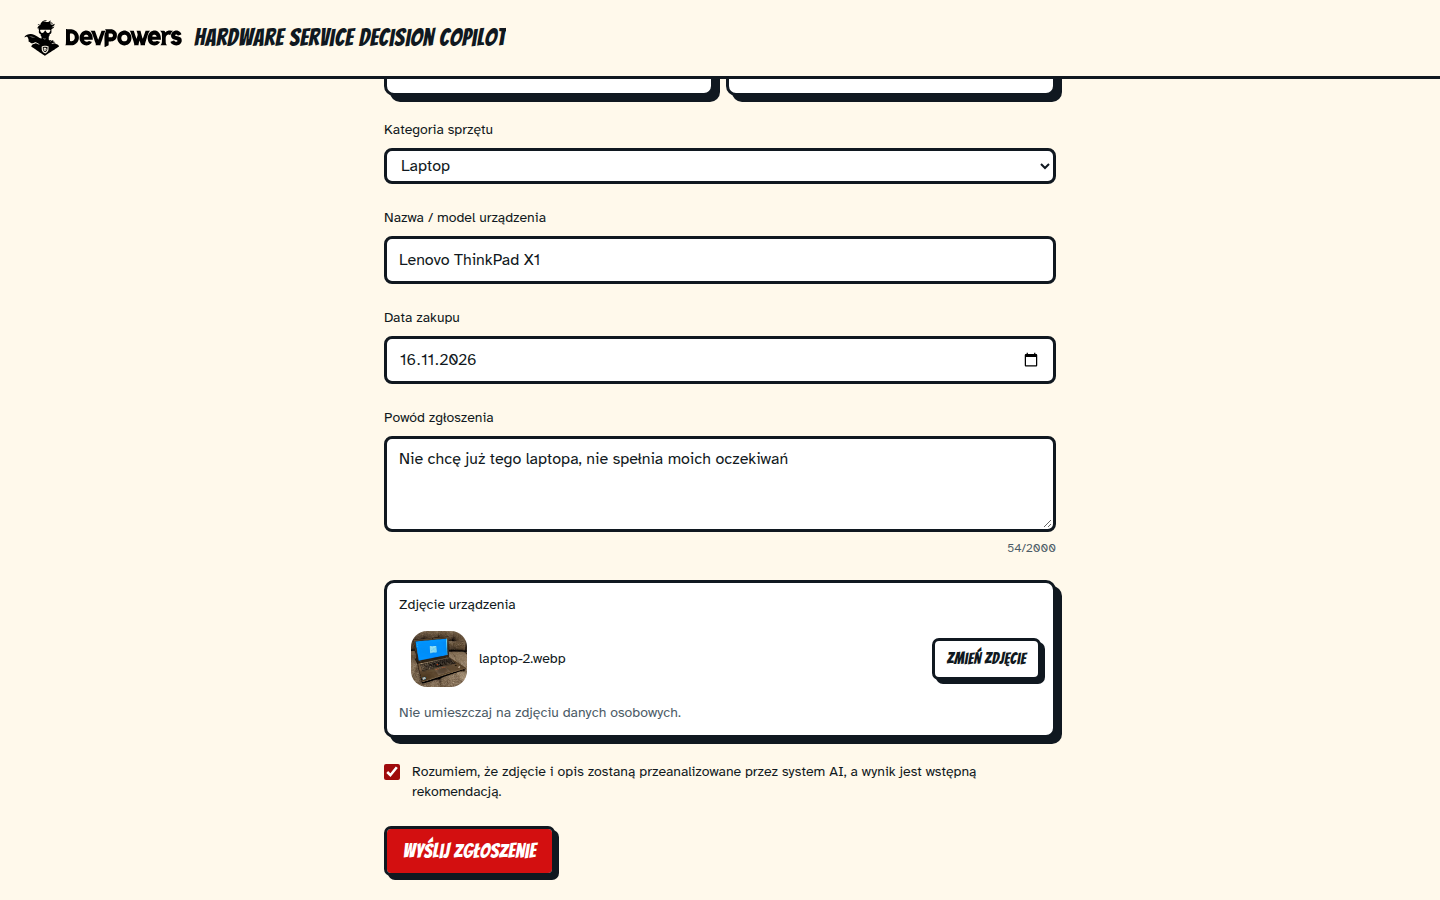 DevPowers HARDWARE SERVICE DECISION COPILOT
Kategoria sprzętu
Laptop
Nazwa / model urządzenia
Lenovo ThinkPad X1
Data zakupu
16.11.2026
Powód zgłoszenia
Nie chcę już tego laptopa, nie spełnia moich oczekiwań
54/2000
Zdjęcie urządzenia
laptop-2.webp
ZMIEŃ ZDJĘCIE
Nie umieszczaj na zdjęciu danych osobowych.
Rozumiem, że zdjęcie i opis zostaną przeanalizowane przez system AI, a wynik jest wstępną
rekomendacją.
WYŚLIJ ZGŁOSZENIE